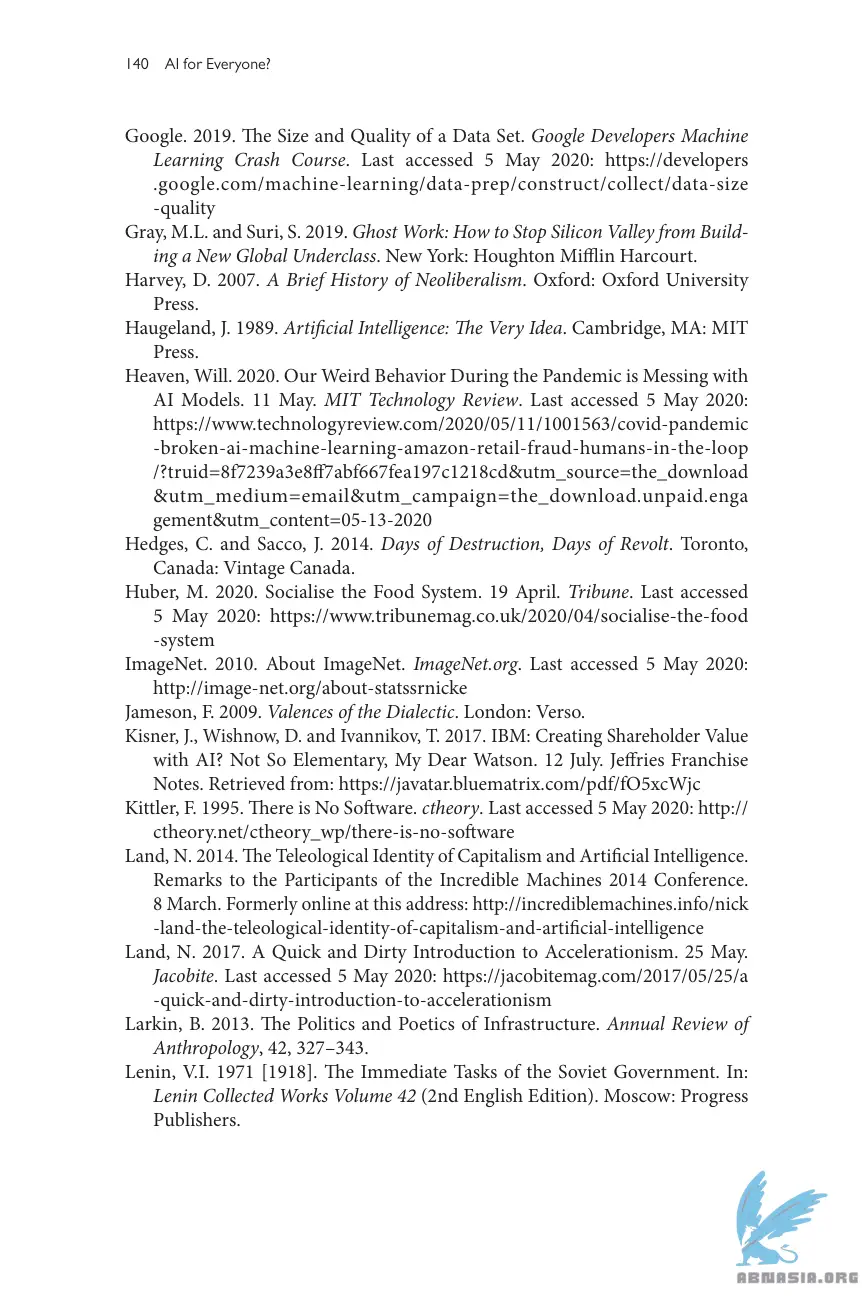 140 AI for Everyone?
Google. 2019. The Size and Quality of a Data Set. Google Developers Machine
Learning Crash Course. Last accessed 5 May 2020: https://developers
.google.com/machine-learning/data-prep/construct/collect/data-size
-quality
Gray, M.L. and Suri, S. 2019. Ghost Work: How to Stop Silicon Valley from Build-
ing a New Global Underclass. New York: Houghton Mifflin Harcourt.
Harvey, D. 2007. A Brief History of Neoliberalism. Oxford: Oxford University
Press.
Haugeland, J. 1989. Artificial Intelligence: The Very Idea. Cambridge, MA: MIT
Press.
Heaven, Will. 2020. Our Weird Behavior During the Pandemic is Messing with
AI Models. 11 May. MIT Technology Review. Last accessed 5 May 2020:
https://www.technologyreview.com/2020/05/11/1001563/covid-pandemic
-broken-ai-machine-learning-amazon-retail-fraud-humans-in-the-loop
/?truid=8f7239a3e8ff7abf667fea197c1218cd&utm_source=the_download
&utm_medium=email&utm_campaign=the_download.unpaid.enga
gement&utm_content=05-13-2020
Hedges, C. and Sacco, J. 2014. Days of Destruction, Days of Revolt. Toronto,
Canada: Vintage Canada.
Huber, M. 2020. Socialise the Food System. 19 April. Tribune. Last accessed
5 May 2020: https://www.tribunemag.co.uk/2020/04/socialise-the-food
-system
ImageNet. 2010. About ImageNet. ImageNet.org. Last accessed 5 May 2020:
http://image-net.org/about-statssrnicke
Jameson, F. 2009. Valences of the Dialectic. London: Verso.
Kisner, J., Wishnow, D. and Ivannikov, T. 2017. IBM: Creating Shareholder Value
with AI? Not So Elementary, My Dear Watson. 12 July. Jeffries Franchise
Notes. Retrieved from: https://javatar.bluematrix.com/pdf/fO5xcWjc
Kittler, F. 1995. There is No Software. ctheory. Last accessed 5 May 2020: http://
ctheory.net/ctheory_wp/there-is-no-software
Land, N. 2014. The Teleological Identity of Capitalism and Artificial Intelligence.
Remarks to the Participants of the Incredible Machines 2014 Conference.
8 March. Formerly online at this address: http://incrediblemachines.info/nick
-land-the-teleological-identity-of-capitalism-and-artificial-intelligence
Land, N. 2017. A Quick and Dirty Introduction to Accelerationism. 25 May.
Jacobite. Last accessed 5 May 2020: https://jacobitemag.com/2017/05/25/a
-quick-and-dirty-introduction-to-accelerationism
Larkin, B. 2013. The Politics and Poetics of Infrastructure. Annual Review of
Anthropology, 42, 327–343.
Lenin, V.I. 1971 [1918]. The Immediate Tasks of the Soviet Government. In:
Lenin Collected Works Volume 42 (2nd English Edition). Moscow: Progress
Publishers.
ABNASIA.ORG